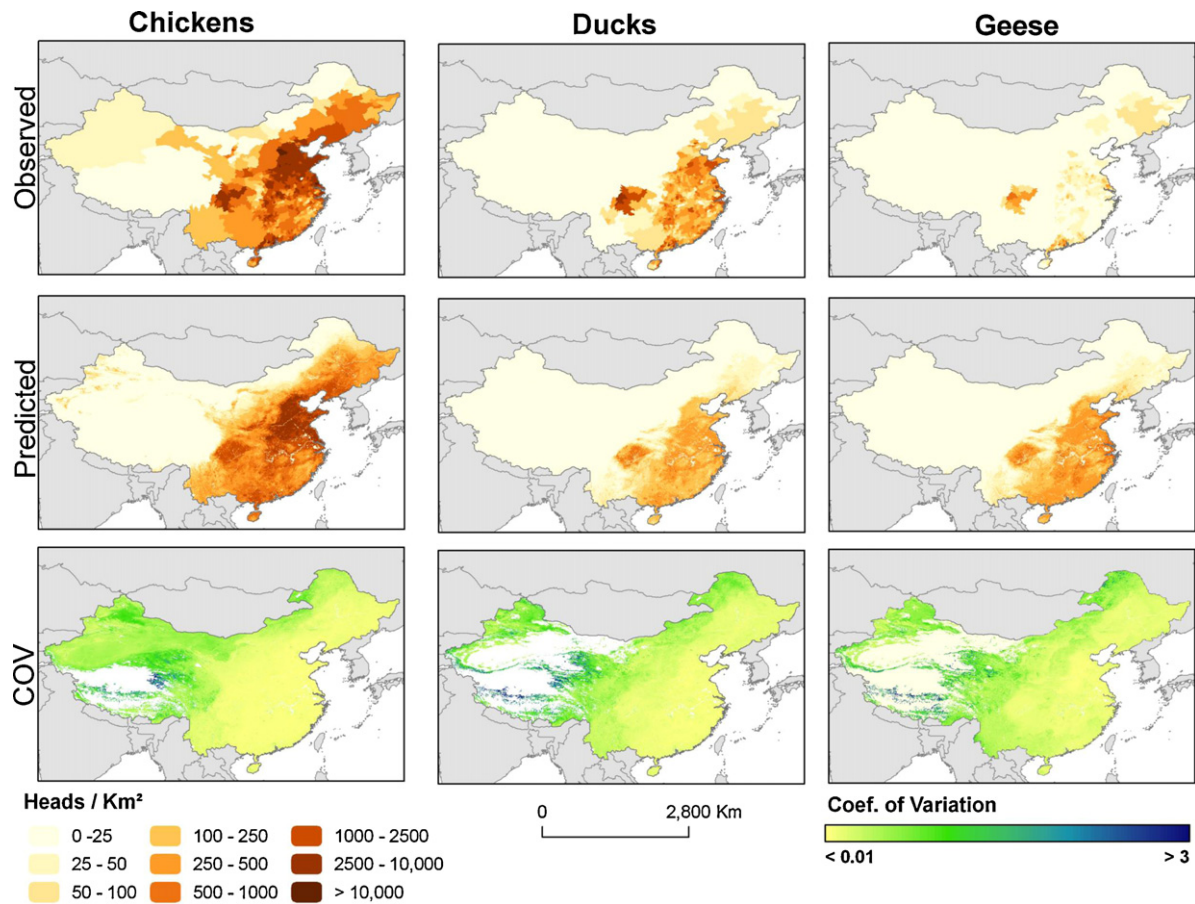 Chickens Ducks Geese
Observed
Predicted
COV
Heads / Km²
0 -25
25 - 50
50 - 100
100 - 250
250 - 500
500 - 1000
1000 - 2500
2500 - 10,000
> 10,000
0 2,800 Km
Coef. of Variation
< 0.01 > 3